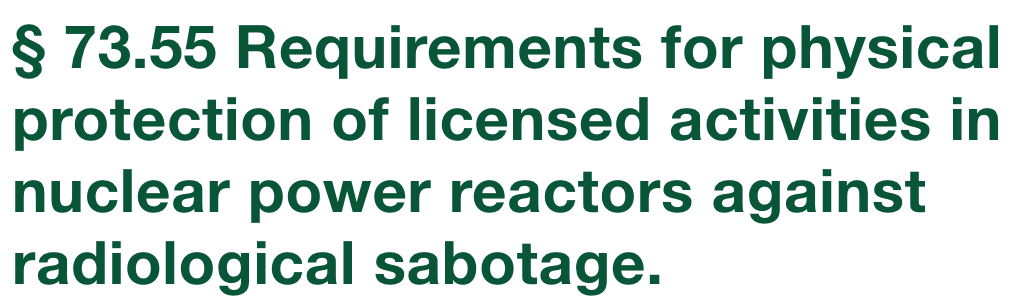 § 73.55 Requirements for physical
protection of licensed activities in
nuclear power reactors against
radiological sabotage.